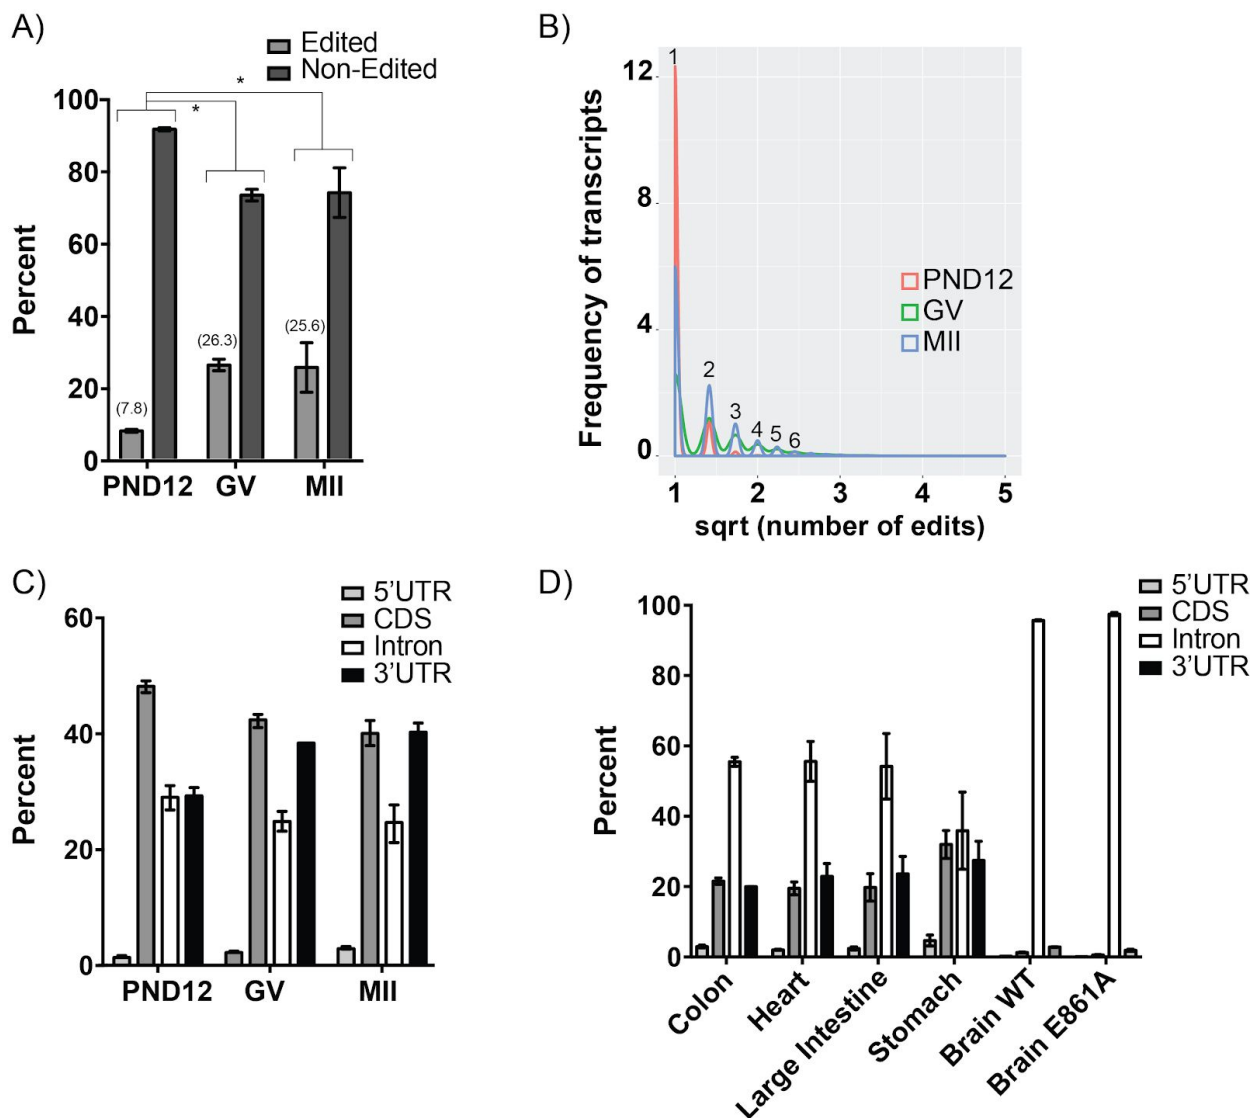 A)
Edited
Non-Edited
*
*
100
80
60
40
20
0
Percent
(7.8)
(26.3)
(25.6)
PND12 GV MII
B)
Frequency of transcripts
12
8
4
0
1
2
3
4
5
6
PND12
GV
MII
1 2 3 4 5
sqrt (number of edits)
C)
5'UTR
CDS
Intron
3'UTR
60
40
20
0
Percent
PND12 GV MII
D)
5'UTR
CDS
Intron
3'UTR
100
80
60
40
20
0
Percent
Colon
Heart
Large Intestine
Stomach
Brain WT
Brain E861A